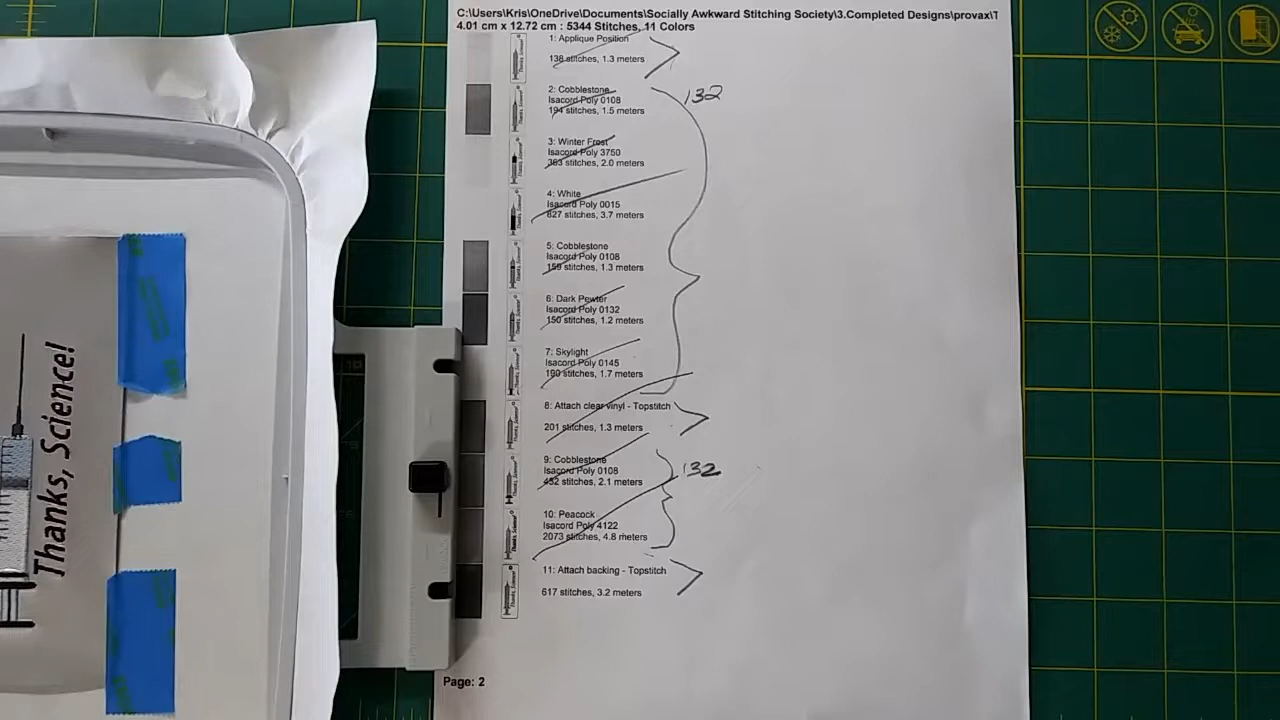 C:\Users\Kris\OneDrive\Documents\Socially Awkward Stitching Society\3.Completed Designs\provax\T
4.01 cm x 12.72 cm : 5344 Stitches, 11 Colors
1: Applique Position
138 stitches, 1.3 meters
2: Cobblestone
Isacord Poly 0108
194 stitches, 1.5 meters
132
3: Winter Frost
Isacord Poly 3750
363 stitches, 2.0 meters
4: White
Isacord Poly 0015
827 stitches, 3.7 meters
5: Cobblestone
Isacord Poly 0108
159 stitches, 1.3 meters
6: Dark Pewter
Isacord Poly 0132
150 stitches, 1.2 meters
7: Skylight
Isacord Poly 0145
190 stitches, 1.7 meters
8: Attach clear vinyl - Topstitch
201 stitches, 1.3 meters
9: Cobblestone
Isacord Poly 0108
432 stitches, 2.1 meters
132
10: Peacock
Isacord Poly 4122
2073 stitches, 4.8 meters
11: Attach backing - Topstitch
617 stitches, 3.2 meters
Page: 2
Thanks, Science!